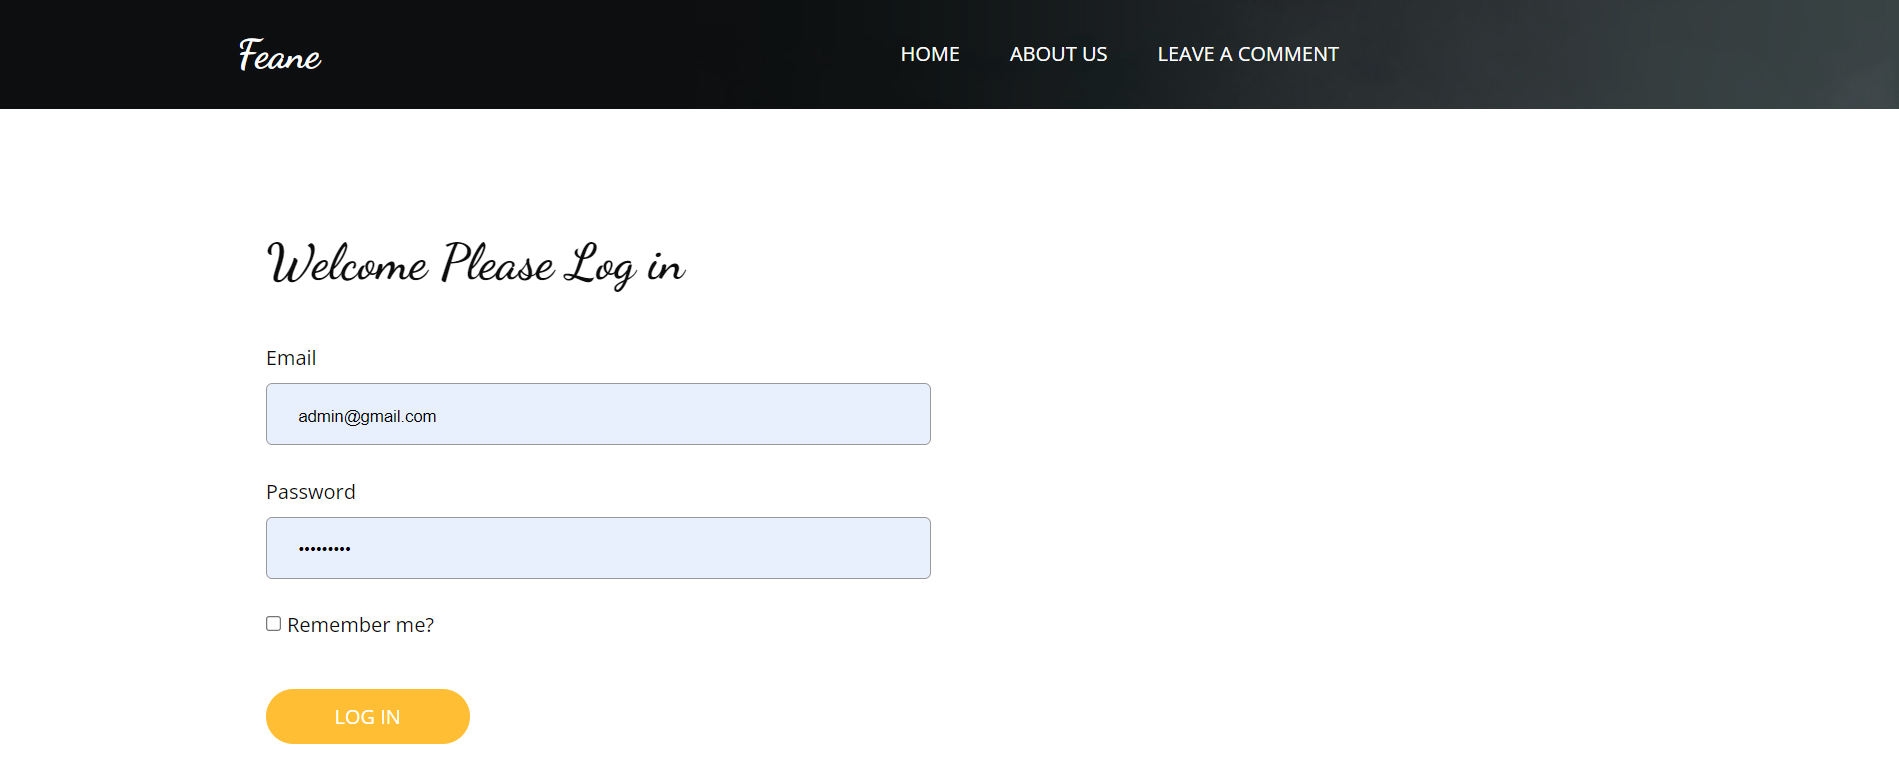 Feane
HOME ABOUT US LEAVE A COMMENT
Welcome Please Log in
Email
admin@gmail.com
Password
•••••••••
Remember me?
LOG IN